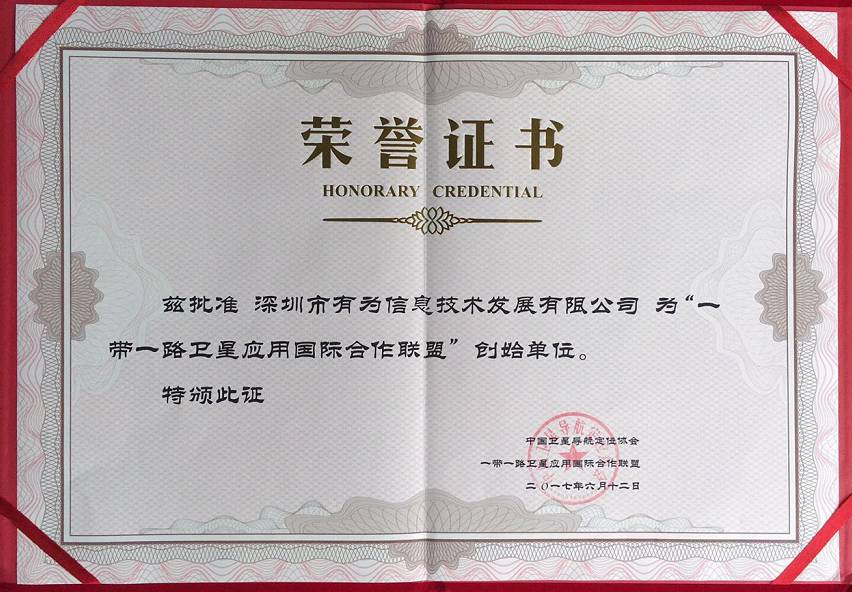 荣誉证书
HONORARY CREDENTIAL
兹批准 深圳市有为信息技术发展有限公司 为“一
带一路卫星应用国际合作联盟”创始单位。
特颁此证
中国卫星导航定位协会
一带一路卫星应用国际合作联盟
二〇一七年六月十二日